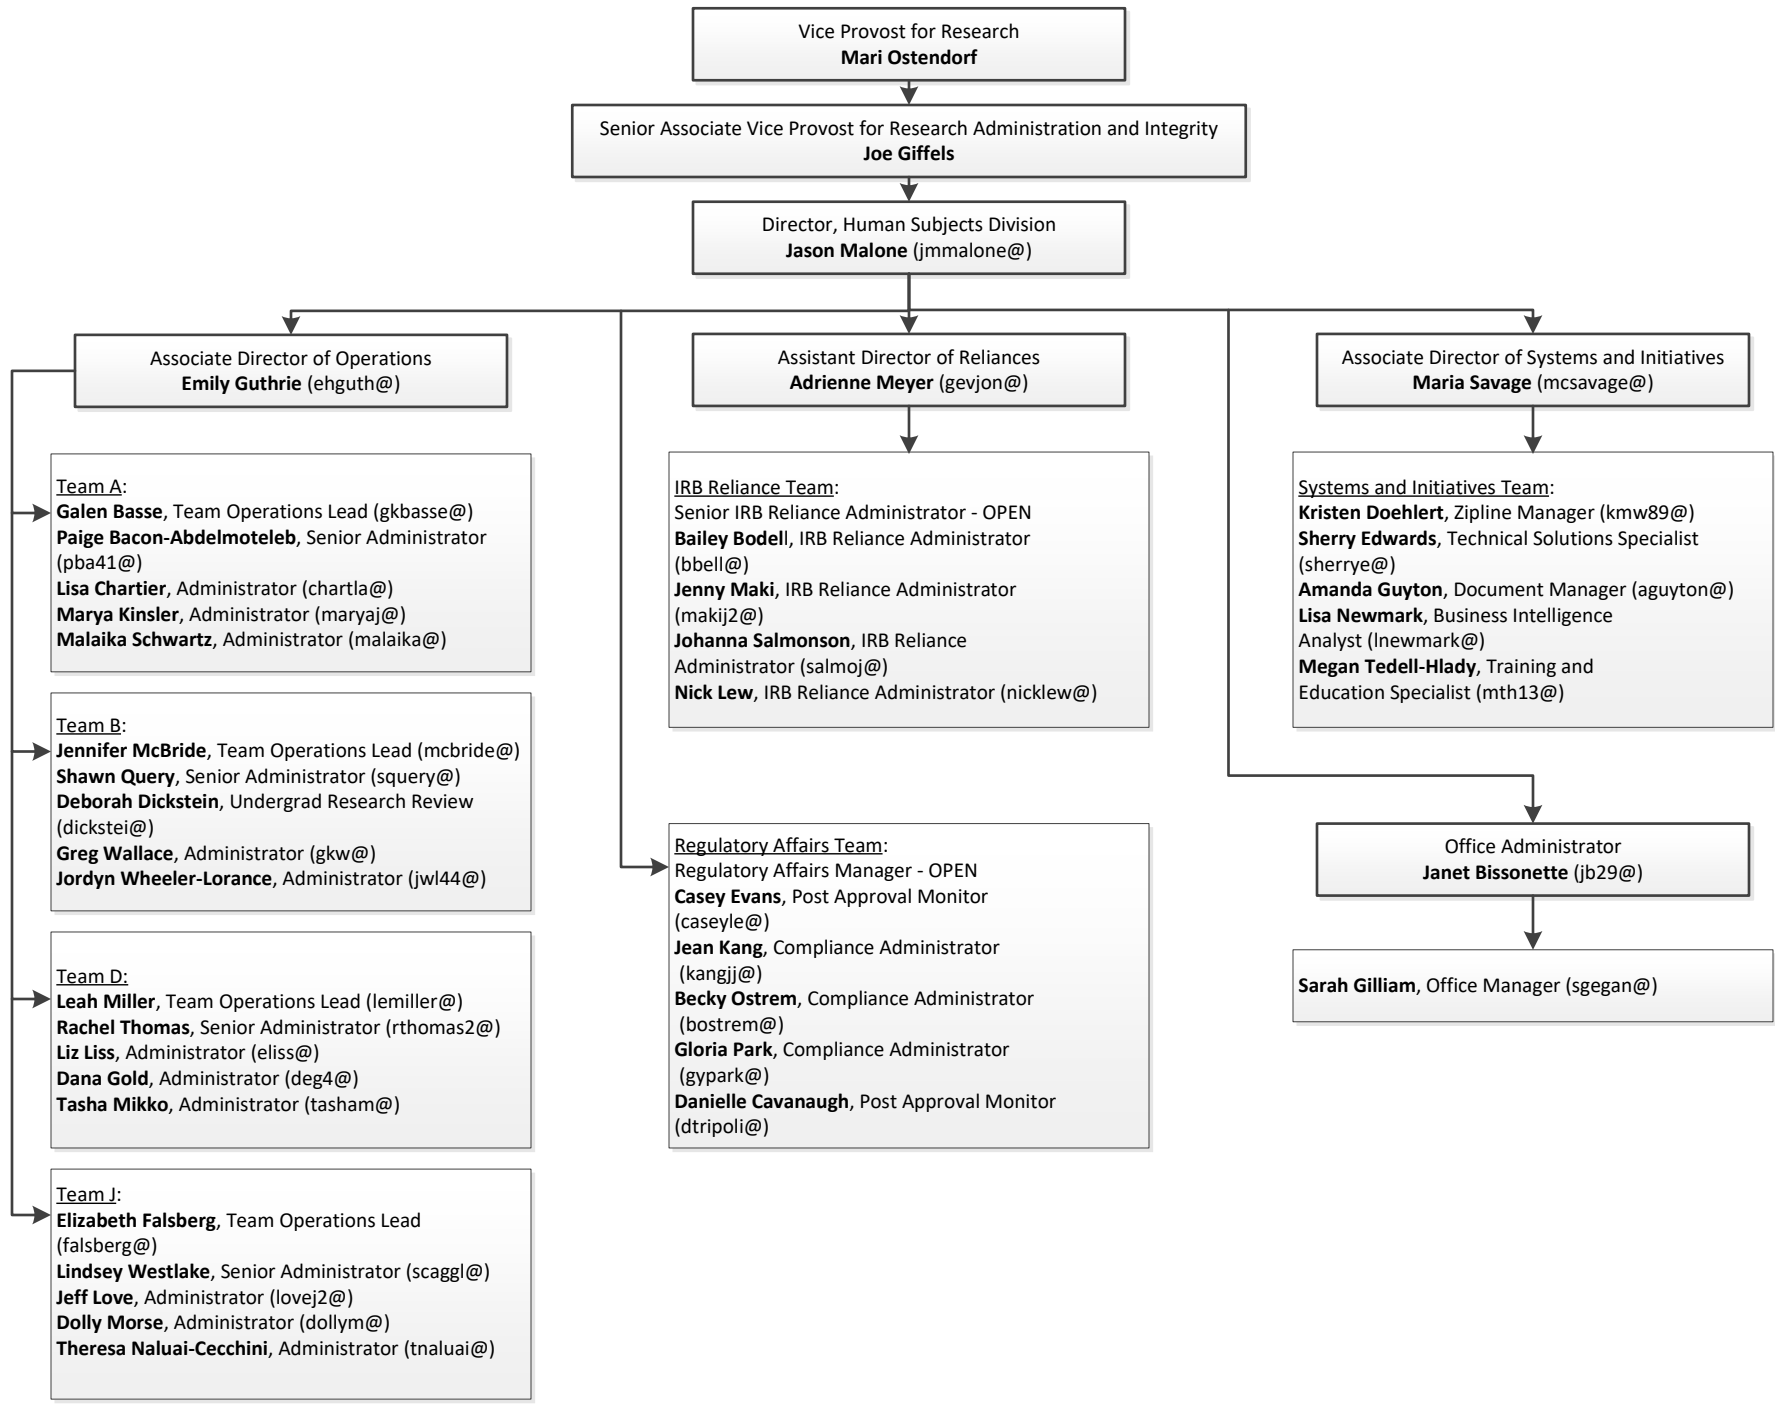 Vice Provost for Research
Mari Ostendorf
Senior Associate Vice Provost for Research Administration and Integrity
Joe Giffels
Director, Human Subjects Division
Jason Malone (jmmalone@)
Associate Director of Operations
Emily Guthrie (ehguth@)
Assistant Director of Reliances
Adrienne Meyer (gevjon@)
Associate Director of Systems and Initiatives
Maria Savage (mcsavage@)
Team A:
Galen Basse, Team Operations Lead (gkbasse@)
Paige Bacon-Abdelmoteleb, Senior Administrator
(pba41@)
Lisa Chartier, Administrator (chartla@)
Marya Kinsler, Administrator (maryaj@)
Malaika Schwartz, Administrator (malaika@)
Team B:
Jennifer McBride, Team Operations Lead (mcbride@)
Shawn Query, Senior Administrator (squery@)
Deborah Dickstein, Undergrad Research Review
(dickstei@)
Greg Wallace, Administrator (gkw@)
Jordyn Wheeler-Lorance, Administrator (jwl44@)
Team D:
Leah Miller, Team Operations Lead (lemiller@)
Rachel Thomas, Senior Administrator (rthomas2@)
Liz Liss, Administrator (eliss@)
Dana Gold, Administrator (deg4@)
Tasha Mikko, Administrator (tasham@)
Team J:
Elizabeth Falsberg, Team Operations Lead
(falsberg@)
Lindsey Westlake, Senior Administrator (scaggl@)
Jeff Love, Administrator (lovej2@)
Dolly Morse, Administrator (dollym@)
Theresa Naluai-Cecchini, Administrator (tnaluai@)
IRB Reliance Team:
Senior IRB Reliance Administrator - OPEN
Bailey Bodell, IRB Reliance Administrator
(bbell@)
Jenny Maki, IRB Reliance Administrator
(makij2@)
Johanna Salmonson, IRB Reliance
Administrator (salmoj@)
Nick Lew, IRB Reliance Administrator (nicklew@)
Regulatory Affairs Team:
Regulatory Affairs Manager - OPEN
Casey Evans, Post Approval Monitor
(caseyle@)
Jean Kang, Compliance Administrator
(kangjj@)
Becky Ostrem, Compliance Administrator
(bostrem@)
Gloria Park, Compliance Administrator
(gypark@)
Danielle Cavanaugh, Post Approval Monitor
(dtripoli@)
Systems and Initiatives Team:
Kristen Doehlert, Zipline Manager (kmw89@)
Sherry Edwards, Technical Solutions Specialist
(sherrye@)
Amanda Guyton, Document Manager (aguyton@)
Lisa Newmark, Business Intelligence
Analyst (lnewmark@)
Megan Tedell-Hlady, Training and
Education Specialist (mth13@)
Office Administrator
Janet Bissonette (jb29@)
Sarah Gilliam, Office Manager (sgegan@)